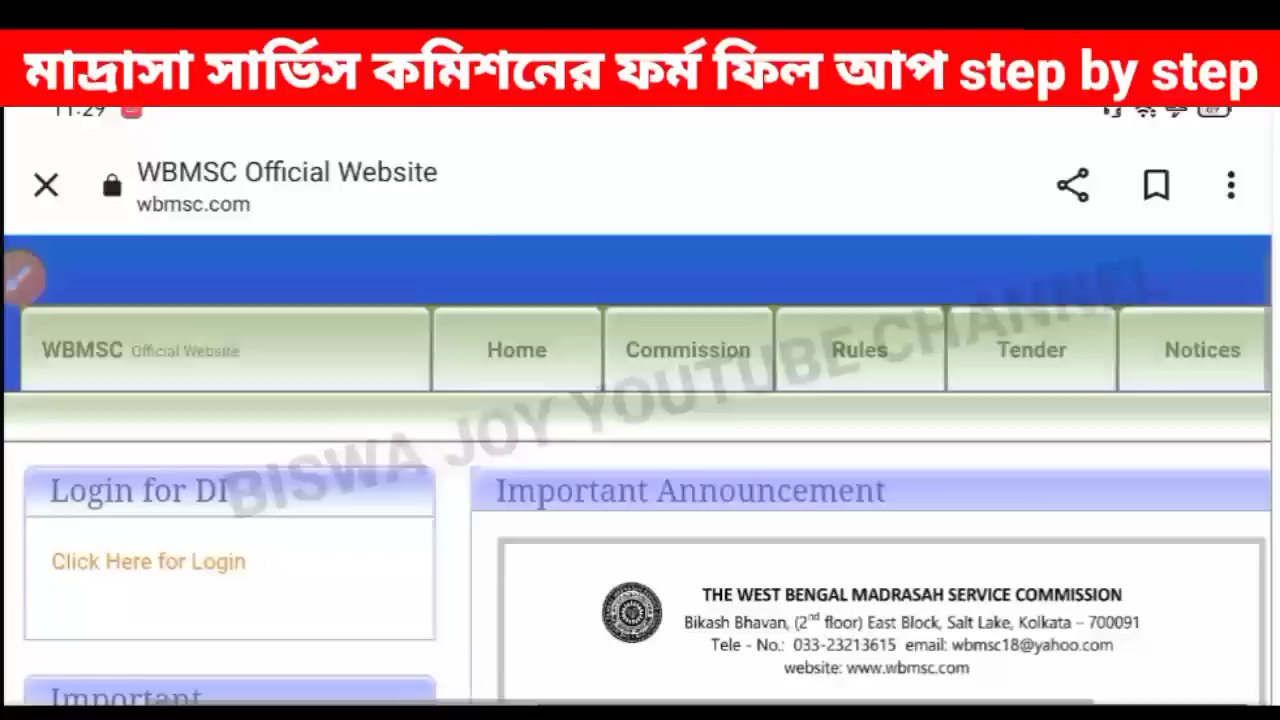 মাদ্রাসা সার্ভিস কমিশনের ফর্ম ফিল আপ step by step
11:29
WBMSC Official Website
wbmsc.com
WBMSC Official Website
Home
Commission
Rules
Tender
Notices
BISWA JOY YOUTUBE CHANNEL
Login for DI
Important Announcement
Click Here for Login
THE WEST BENGAL MADRASAH SERVICE COMMISSION
Bikash Bhavan, (2nd floor) East Block, Salt Lake, Kolkata – 700091
Tele - No.: 033-23213615 email: wbmsc18@yahoo.com
website: www.wbmsc.com
Important